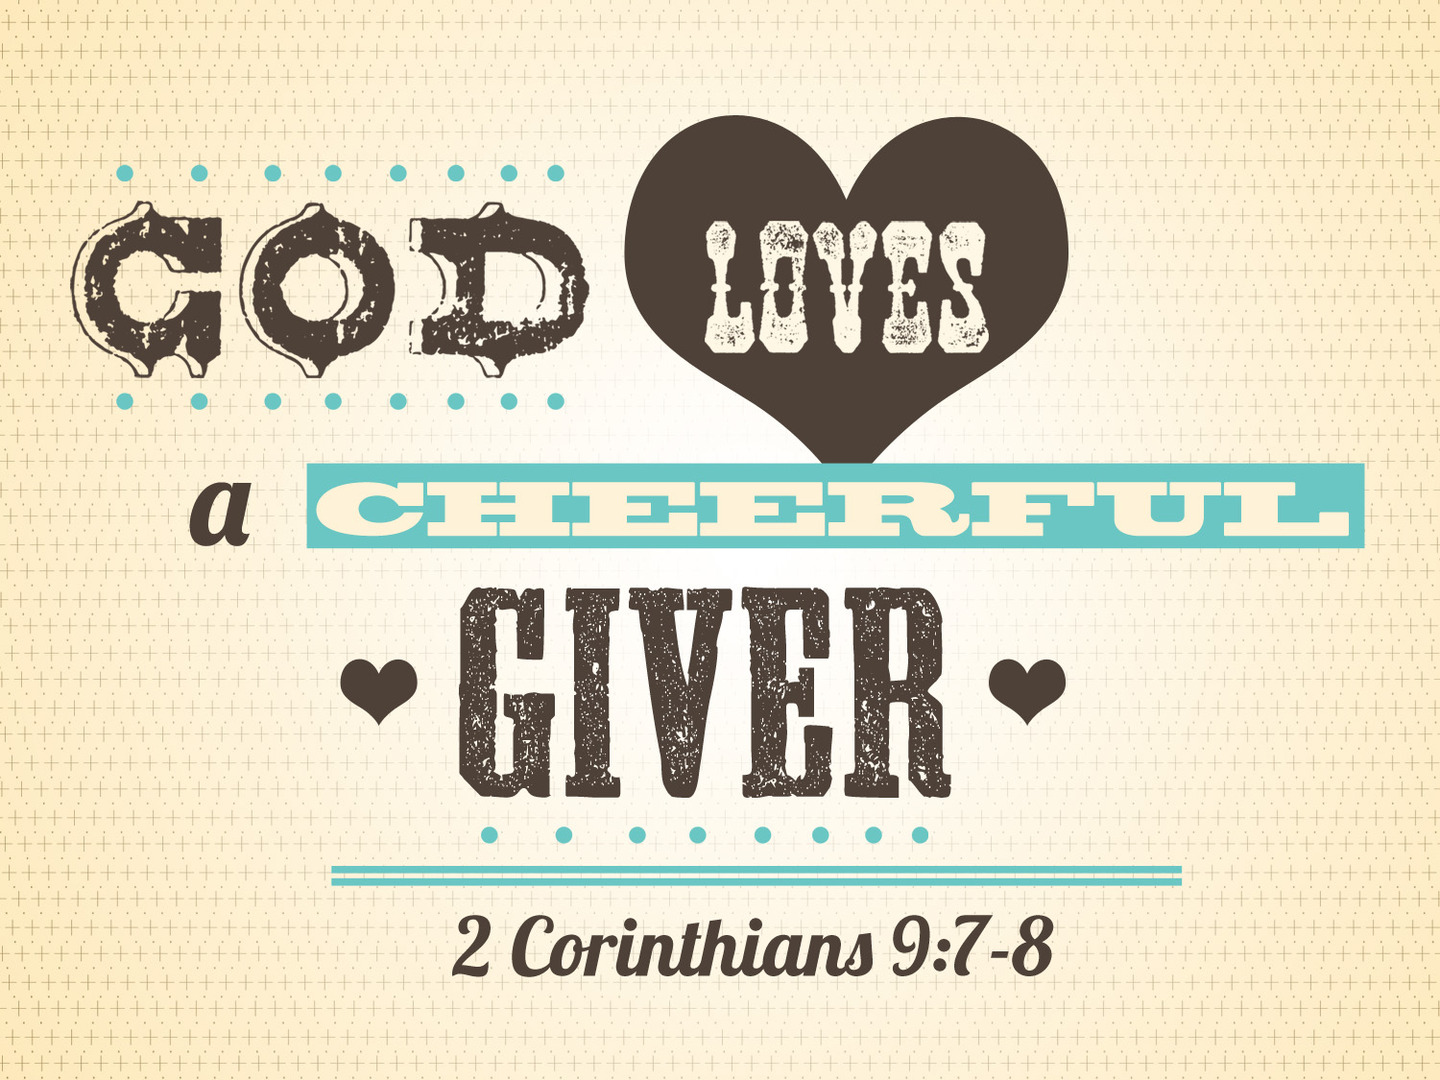 GOD LOVES
a CHEERFUL
GIVER
2 Corinthians 9:7-8